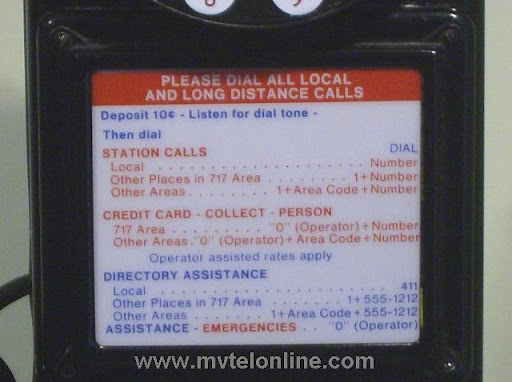 8 9
PLEASE DIAL ALL LOCAL
AND LONG DISTANCE CALLS
Deposit 10¢ - Listen for dial tone -
Then dial
DIAL
STATION CALLS
Local . . . . . . . . . . . . . . . . . . Number
Other Places in 717 Area . . . . . . . . 1+Number
Other Areas . . . . . . . . 1+Area Code+Number
CREDIT CARD - COLLECT - PERSON
717 Area . . . . . . . . . "0" (Operator)+Number
Other Areas."0" (Operator)+Area Code+Number
Operator assisted rates apply
DIRECTORY ASSISTANCE
Local . . . . . . . . . . . . . . . . . . . . 411
Other Places in 717 Area . . . . . . . 1+555-1212
Other Areas . . . . . . . 1+Area Code+555-1212
ASSISTANCE - EMERGENCIES . . "0" (Operator)
www.mvtelonline.com